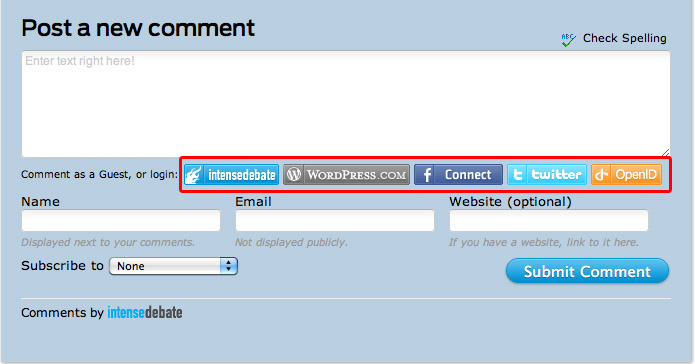 Post a new comment
ABC Check Spelling
Enter text right here!
Comment as a Guest, or login: intensedebate WORDPRESS.COM f Connect t twitter OpenID
Name Email Website (optional)
Displayed next to your comments. Not displayed publicly. If you have a website, link to it here.
Subscribe to None Submit Comment
Comments by intensedebate